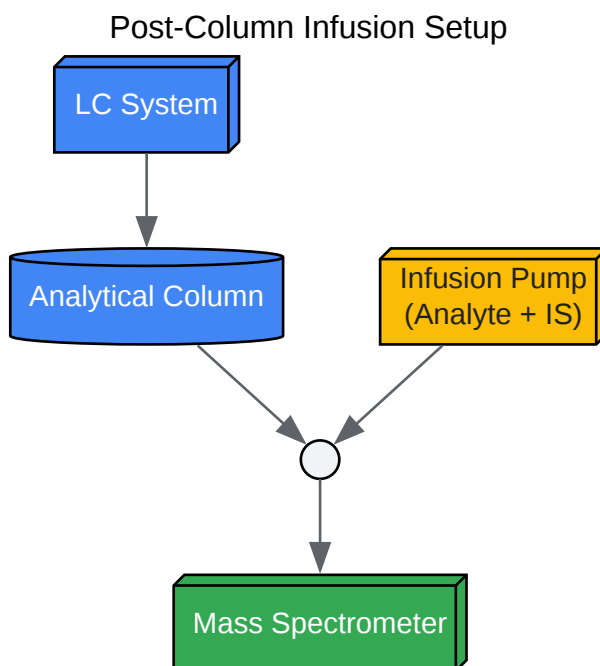 Post-Column Infusion Setup
LC System
Analytical Column
Infusion Pump
(Analyte + IS)
Mass Spectrometer